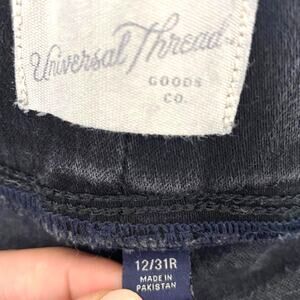 Universal Thread
GOODS
CO.
12/31R
MADE IN
PAKISTAN